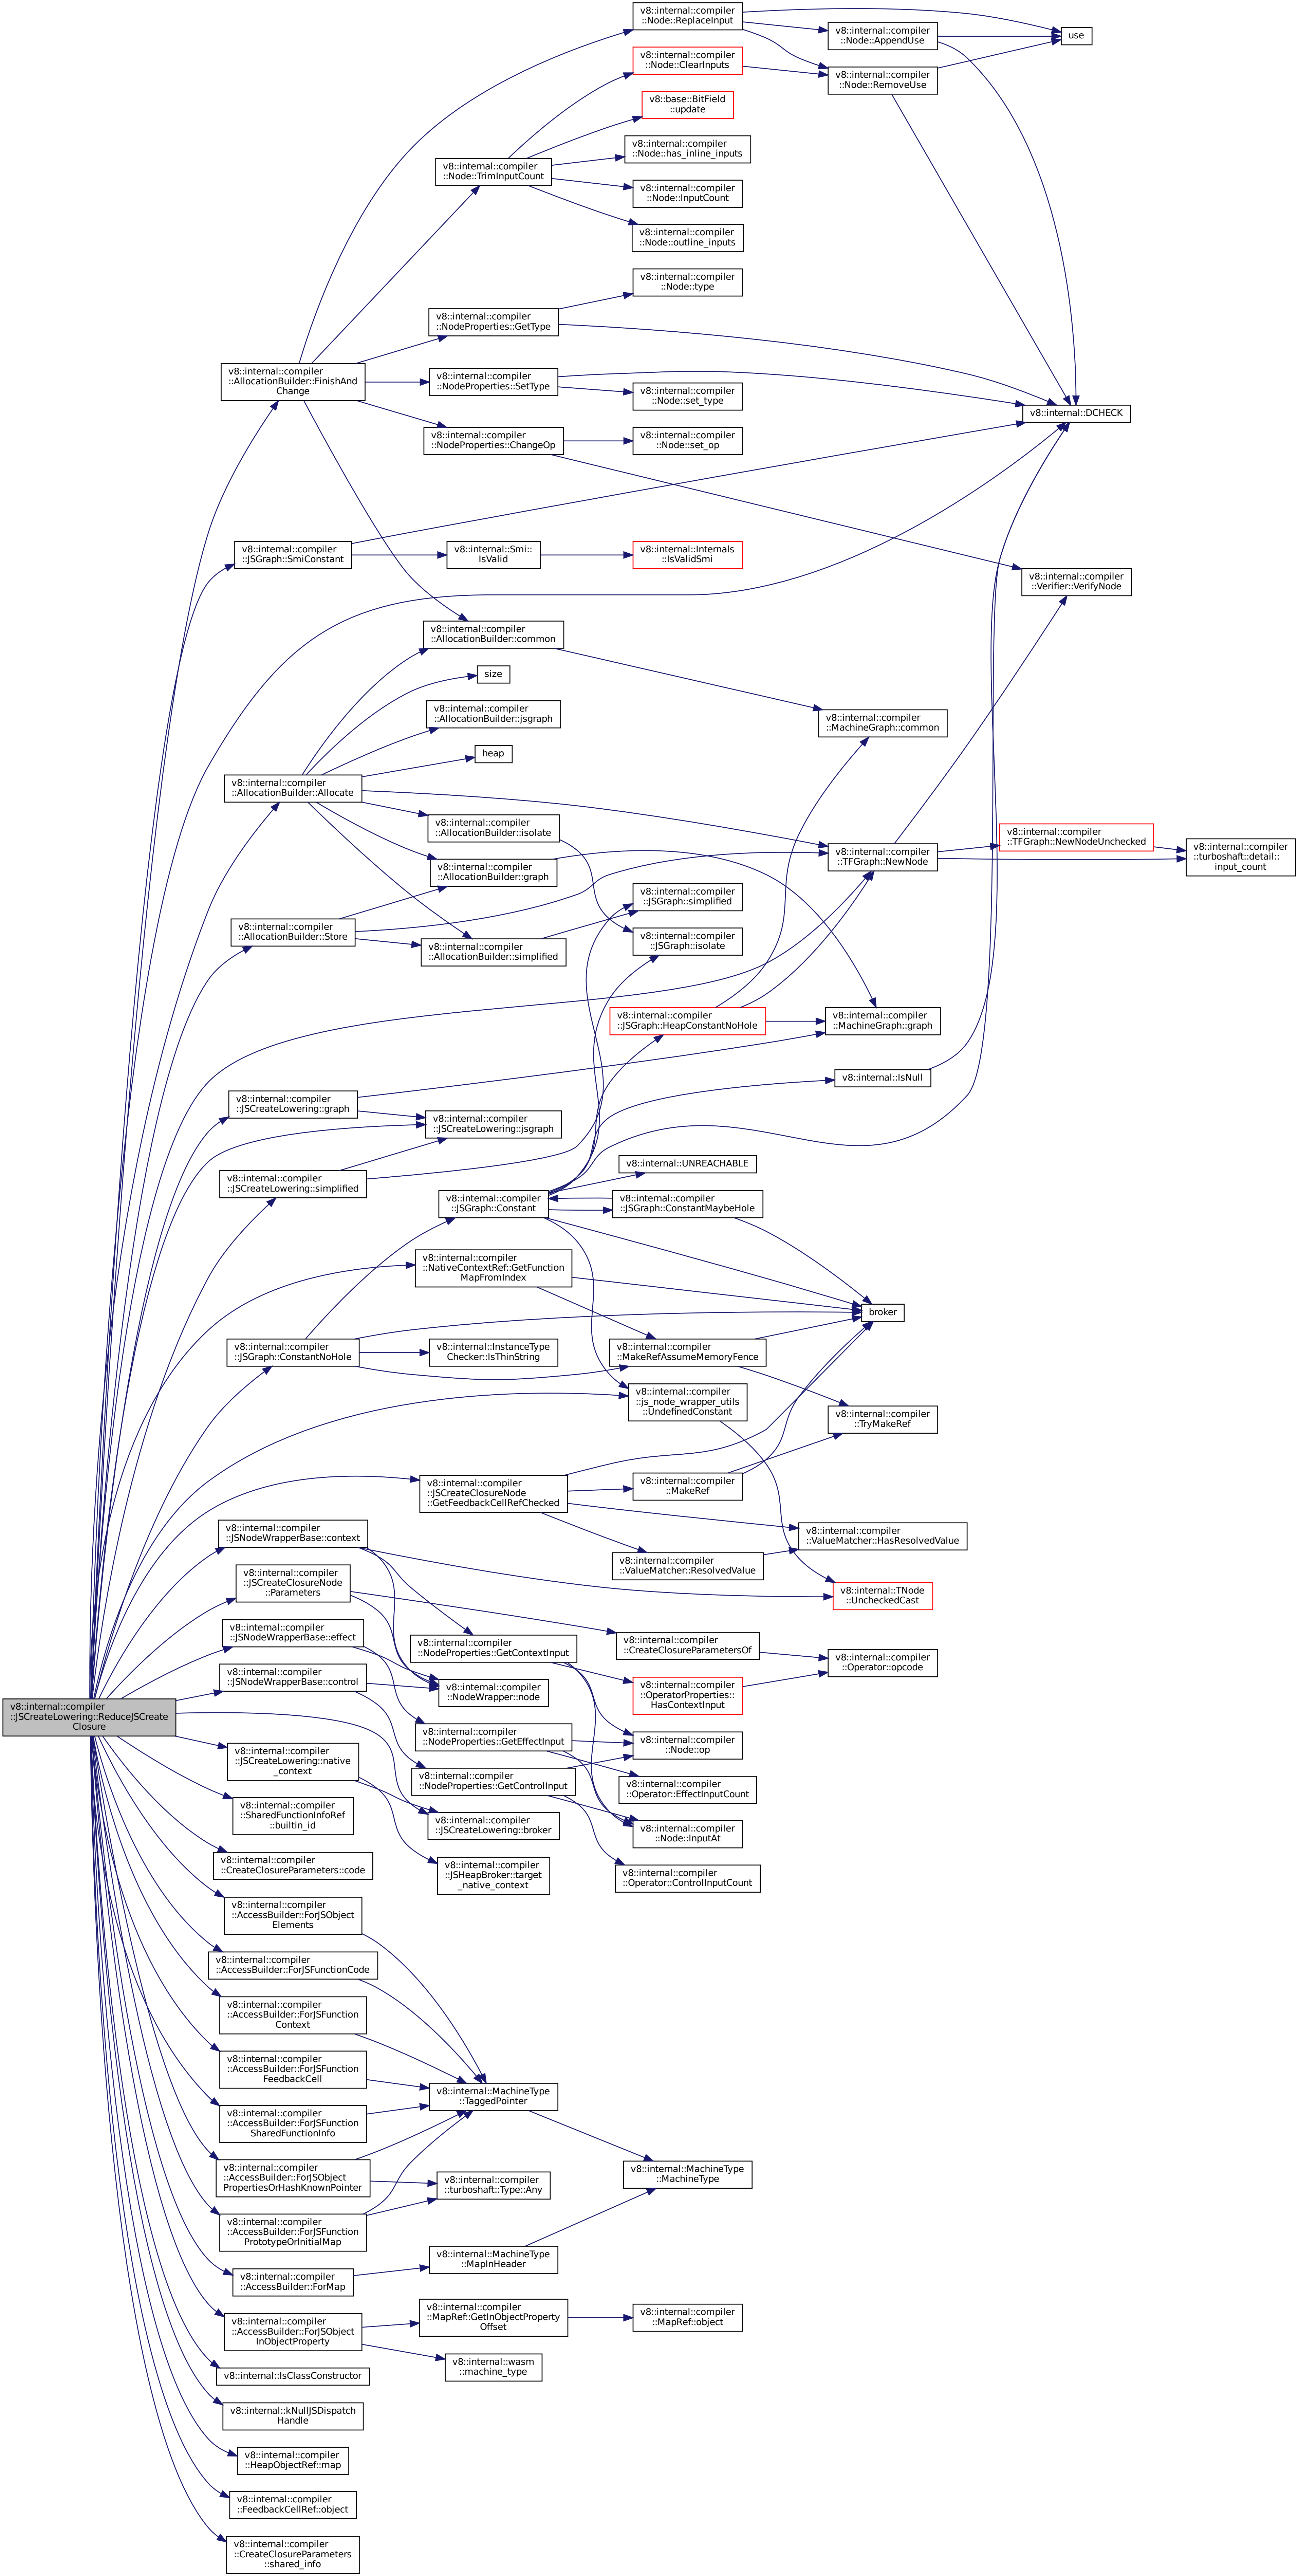 v8::internal::compiler
::Node::ReplaceInput
v8::internal::compiler
::Node::AppendUse
use
v8::internal::compiler
::Node::ClearInputs
v8::internal::compiler
::Node::RemoveUse
v8::base::BitField
::update
v8::internal::compiler
::Node::has_inline_inputs
v8::internal::compiler
::Node::TrimInputCount
v8::internal::compiler
::Node::InputCount
v8::internal::compiler
::Node::outline_inputs
v8::internal::compiler
::Node::type
v8::internal::compiler
::NodeProperties::GetType
v8::internal::compiler
::AllocationBuilder::FinishAnd
Change
v8::internal::compiler
::NodeProperties::SetType
v8::internal::compiler
::Node::set_type
v8::internal::DCHECK
v8::internal::compiler
::NodeProperties::ChangeOp
v8::internal::compiler
::Node::set_op
v8::internal::compiler
::JSGraph::SmiConstant
v8::internal::Smi::
IsValid
v8::internal::Internals
::IsValidSmi
v8::internal::compiler
::Verifier::VerifyNode
v8::internal::compiler
::AllocationBuilder::common
size
v8::internal::compiler
::AllocationBuilder::jsgraph
v8::internal::compiler
::MachineGraph::common
heap
v8::internal::compiler
::AllocationBuilder::Allocate
v8::internal::compiler
::AllocationBuilder::isolate
v8::internal::compiler
::TFGraph::NewNode
v8::internal::compiler
::TFGraph::NewNodeUnchecked
v8::internal::compiler
::turboshaft::detail::
input_count
v8::internal::compiler
::AllocationBuilder::graph
v8::internal::compiler
::JSGraph::simplified
v8::internal::compiler
::AllocationBuilder::Store
v8::internal::compiler
::AllocationBuilder::simplified
v8::internal::compiler
::JSGraph::isolate
v8::internal::compiler
::JSGraph::HeapConstantNoHole
v8::internal::compiler
::MachineGraph::graph
v8::internal::IsNull
v8::internal::compiler
::JSCreateLowering::graph
v8::internal::compiler
::JSCreateLowering::jsgraph
v8::internal::UNREACHABLE
v8::internal::compiler
::JSCreateLowering::simplified
v8::internal::compiler
::JSGraph::Constant
v8::internal::compiler
::JSGraph::ConstantMaybeHole
v8::internal::compiler
::NativeContextRef::GetFunction
MapFromIndex
broker
v8::internal::compiler
::JSGraph::ConstantNoHole
v8::internal::InstanceType
Checker::IsThinString
v8::internal::compiler
::MakeRefAssumeMemoryFence
v8::internal::compiler
::js_node_wrapper_utils
::UndefinedConstant
v8::internal::compiler
::TryMakeRef
v8::internal::compiler
::JSCreateClosureNode
::GetFeedbackCellRefChecked
v8::internal::compiler
::MakeRef
v8::internal::compiler
::JSNodeWrapperBase::context
v8::internal::compiler
::ValueMatcher::HasResolvedValue
v8::internal::compiler
::ValueMatcher::ResolvedValue
v8::internal::compiler
::JSCreateClosureNode
::Parameters
v8::internal::TNode
::UncheckedCast
v8::internal::compiler
::JSNodeWrapperBase::effect
v8::internal::compiler
::NodeProperties::GetContextInput
v8::internal::compiler
::CreateClosureParametersOf
v8::internal::compiler
::Operator::opcode
v8::internal::compiler
::JSNodeWrapperBase::control
v8::internal::compiler
::NodeWrapper::node
v8::internal::compiler
::OperatorProperties::
HasContextInput
v8::internal::compiler
::JSCreateLowering::ReduceJSCreate
Closure
v8::internal::compiler
::NodeProperties::GetEffectInput
v8::internal::compiler
::Node::op
v8::internal::compiler
::JSCreateLowering::native
_context
v8::internal::compiler
::NodeProperties::GetControlInput
v8::internal::compiler
::Operator::EffectInputCount
v8::internal::compiler
::SharedFunctionInfoRef
::builtin_id
v8::internal::compiler
::JSCreateLowering::broker
v8::internal::compiler
::Node::InputAt
v8::internal::compiler
::CreateClosureParameters::code
v8::internal::compiler
::JSHeapBroker::target
_native_context
v8::internal::compiler
::Operator::ControlInputCount
v8::internal::compiler
::AccessBuilder::ForJSObject
Elements
v8::internal::compiler
::AccessBuilder::ForJSFunctionCode
v8::internal::compiler
::AccessBuilder::ForJSFunction
Context
v8::internal::compiler
::AccessBuilder::ForJSFunction
FeedbackCell
v8::internal::MachineType
::TaggedPointer
v8::internal::compiler
::AccessBuilder::ForJSFunction
SharedFunctionInfo
v8::internal::compiler
::AccessBuilder::ForJSObject
PropertiesOrHashKnownPointer
v8::internal::compiler
::turboshaft::Type::Any
v8::internal::MachineType
::MachineType
v8::internal::compiler
::AccessBuilder::ForJSFunction
PrototypeOrInitialMap
v8::internal::MachineType
::MapInHeader
v8::internal::compiler
::AccessBuilder::ForMap
v8::internal::compiler
::AccessBuilder::ForJSObject
InObjectProperty
v8::internal::compiler
::MapRef::GetInObjectProperty
Offset
v8::internal::compiler
::MapRef::object
v8::internal::wasm
::machine_type
v8::internal::IsClassConstructor
v8::internal::kNullJSDispatch
Handle
v8::internal::compiler
::HeapObjectRef::map
v8::internal::compiler
::FeedbackCellRef::object
v8::internal::compiler
::CreateClosureParameters
::shared_info